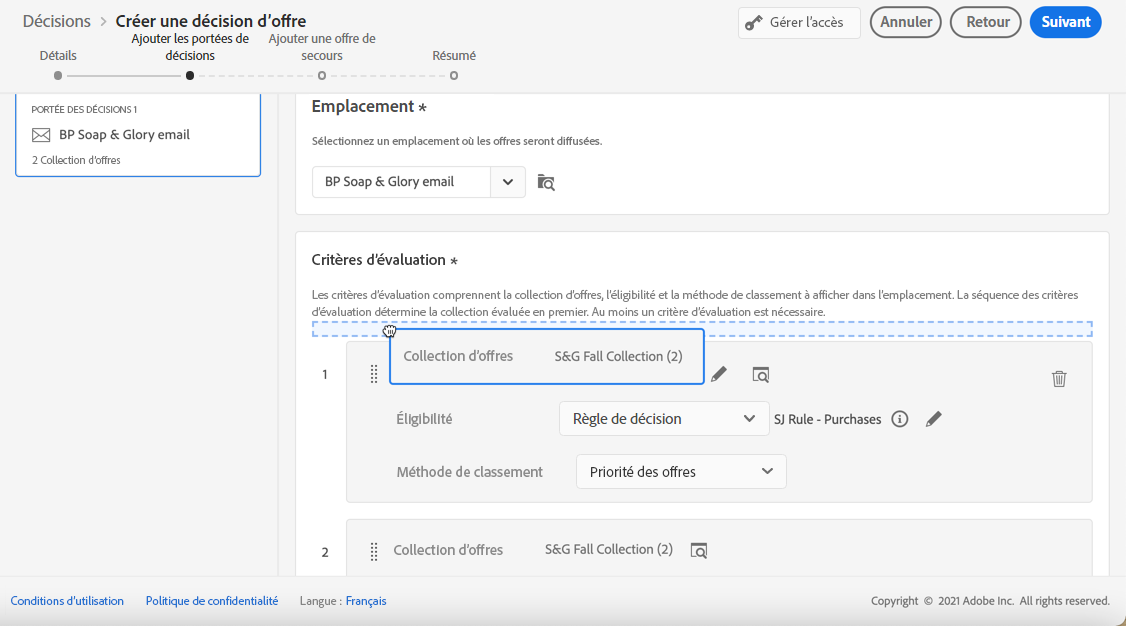 Décisions > Créer une décision d'offre
Gérer l'accès
Annuler
Retour
Suivant
Détails
Ajouter les portées de
décisions
Ajouter une offre de
secours
Résumé
PORTÉE DES DÉCISIONS 1
BP Soap & Glory email
2 Collection d'offres
Emplacement *
Sélectionnez un emplacement où les offres seront diffusées.
BP Soap & Glory email
Critères d'évaluation *
Les critères d'évaluation comprennent la collection d'offres, l'éligibilité et la méthode de classement à afficher dans l'emplacement. La séquence des critères
d'évaluation détermine la collection évaluée en premier. Au moins un critère d'évaluation est nécessaire.
1
Collection d'offres S&G Fall Collection (2)
Éligibilité Règle de décision SJ Rule - Purchases
Méthode de classement Priorité des offres
2
Collection d'offres S&G Fall Collection (2)
Conditions d'utilisation Politique de confidentialité Langue : Français
Copyright © 2021 Adobe Inc. All rights reserved.